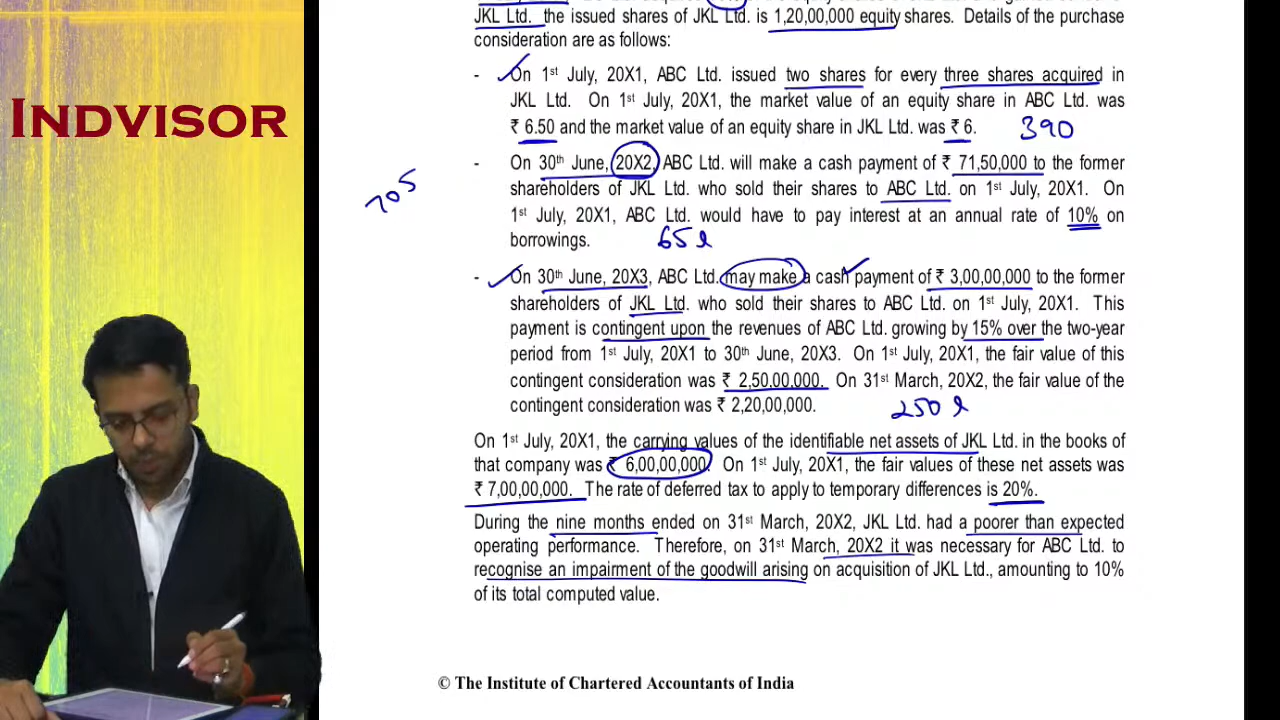 INDVISOR
JKL Ltd. the issued shares of JKL Ltd. is 1,20,00,000 equity shares. Details of the purchase
consideration are as follows:
- On 1st July, 20X1, ABC Ltd. issued two shares for every three shares acquired in
JKL Ltd. On 1st July, 20X1, the market value of an equity share in ABC Ltd. was
₹ 6.50 and the market value of an equity share in JKL Ltd. was ₹ 6. 390
- On 30th June, 20X2, ABC Ltd. will make a cash payment of ₹ 71,50,000 to the former
shareholders of JKL Ltd. who sold their shares to ABC Ltd. on 1st July, 20X1. On
705
1st July, 20X1, ABC Ltd. would have to pay interest at an annual rate of 10% on
borrowings. 65 l
- On 30th June, 20X3, ABC Ltd. may make a cash payment of ₹ 3,00,00,000 to the former
shareholders of JKL Ltd. who sold their shares to ABC Ltd. on 1st July, 20X1. This
payment is contingent upon the revenues of ABC Ltd. growing by 15% over the two-year
period from 1st July, 20X1 to 30th June, 20X3. On 1st July, 20X1, the fair value of this
contingent consideration was ₹ 2,50,00,000. On 31st March, 20X2, the fair value of the
contingent consideration was ₹ 2,20,00,000. 250 l
On 1st July, 20X1, the carrying values of the identifiable net assets of JKL Ltd. in the books of
that company was ₹ 6,00,00,000. On 1st July, 20X1, the fair values of these net assets was
₹ 7,00,00,000. The rate of deferred tax to apply to temporary differences is 20%.
During the nine months ended on 31st March, 20X2, JKL Ltd. had a poorer than expected
operating performance. Therefore, on 31st March, 20X2 it was necessary for ABC Ltd. to
recognise an impairment of the goodwill arising on acquisition of JKL Ltd., amounting to 10%
of its total computed value.
© The Institute of Chartered Accountants of India